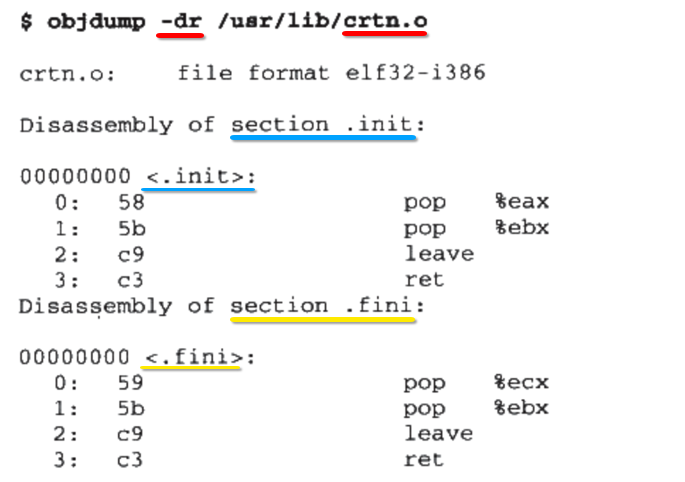 $ objdump -dr /usr/lib/crtn.o
crtn.o: file format elf32-i386
Disassembly of section .init:
00000000 <.init>:
0: 58 pop %eax
1: 5b pop %ebx
2: c9 leave
3: c3 ret
Disassembly of section .fini:
00000000 <.fini>:
0: 59 pop %ecx
1: 5b pop %ebx
2: c9 leave
3: c3 ret